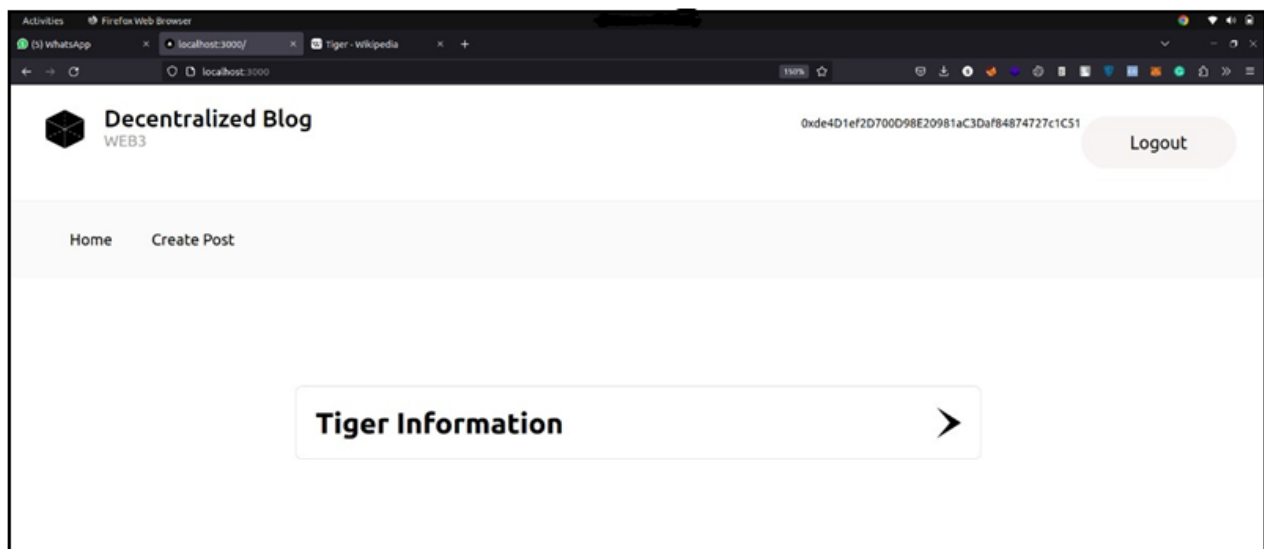 Activities Firefox Web Browser
(5) WhatsApp × localhost:3000/ × Tiger - Wikipedia × +
localhost:3000 150%
Decentralized Blog
WEB3
0xde4D1ef2D700D98E20981aC3Daf84874727c1C51
Logout
Home Create Post
Tiger Information